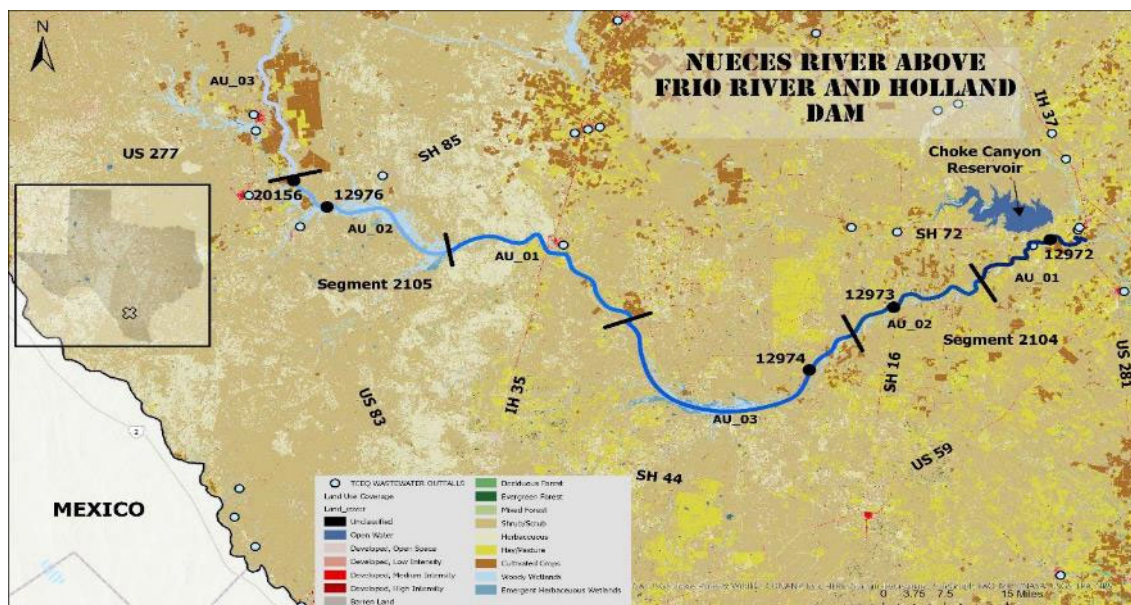 N
NUECES RIVER ABOVE
FRIO RIVER AND HOLLAND
DAM
AU_03
US 277
SH 85
IH 37
Choke Canyon
Reservoir
20156
12976
AU_02
AU_01
SH 72
12972
AU_01
Segment 2105
12973
AU_02
Segment 2104
12974
SH 16
US 281
IH 35
US 83
AU_03
US 59
SH 44
2
MEXICO
TCEQ WASTEWATER OUTFALLS
Land Use Coverage
Land_cover
Unclassified
Open Water
Developed, Open Space
Developed, Low Intensity
Developed, Medium Intensity
Developed, High Intensity
Barren Land
Deciduous Forest
Evergreen Forest
Mixed Forest
Shrub/Scrub
Herbaceous
Hay/Pasture
Cultivated Crops
Woody Wetlands
Emergent Herbaceous Wetlands
0 3.75 7.5 15 Miles